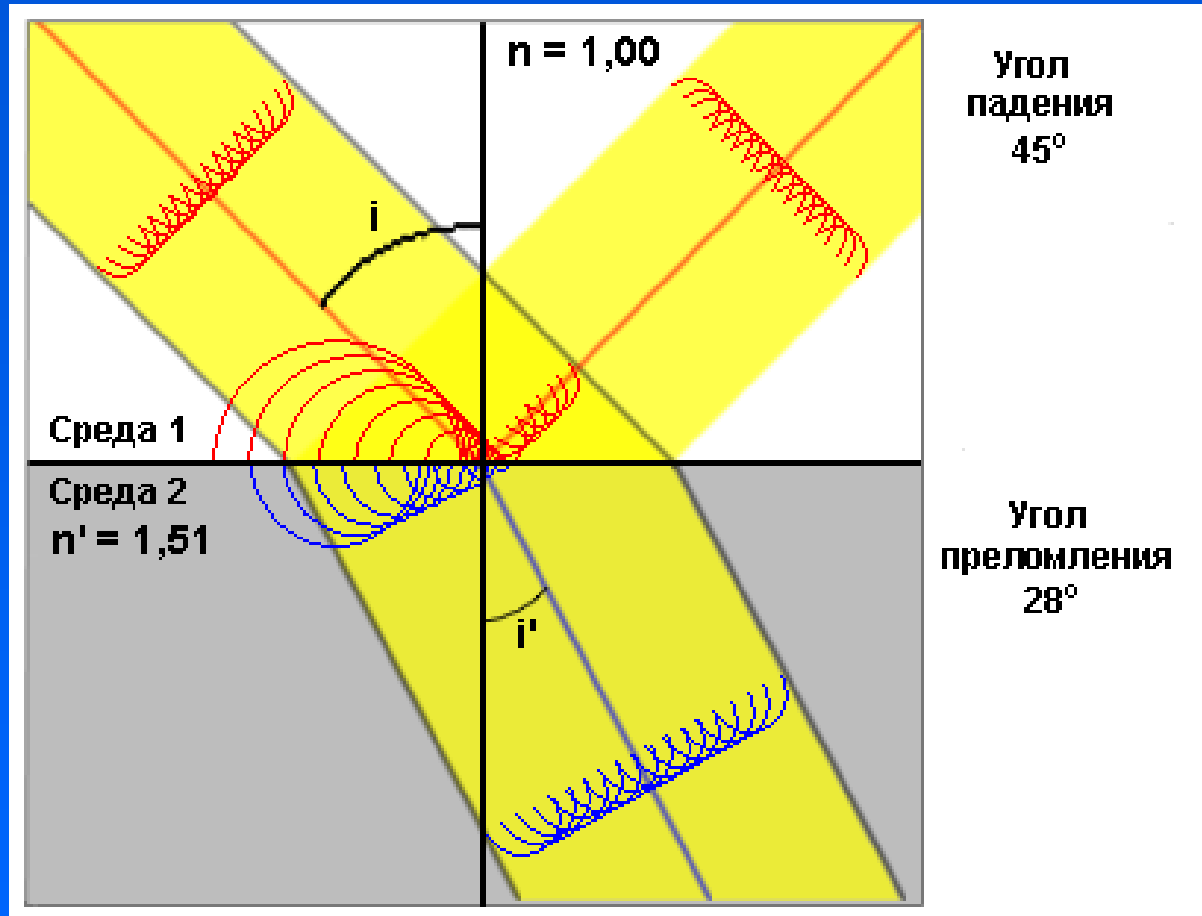 n = 1,00
Угол
падения
45°
i
Среда 1
Среда 2
n' = 1,51
Угол
преломления
28°
i'